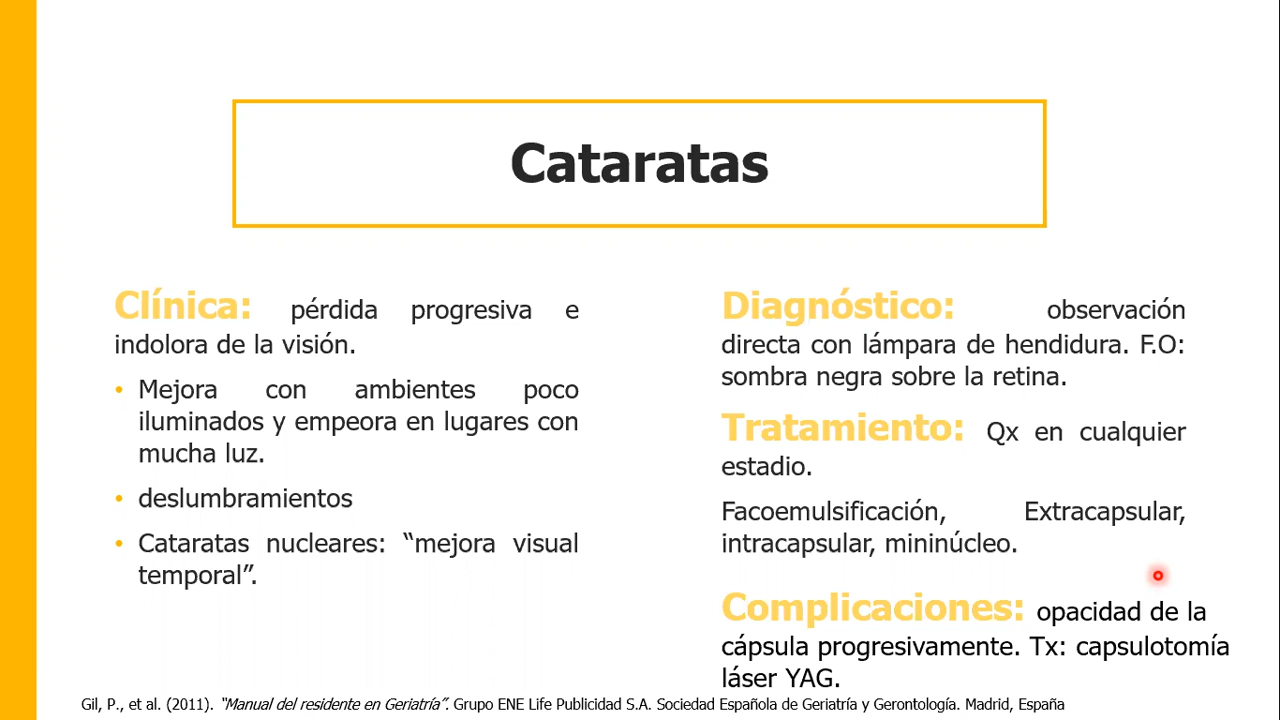 Cataratas
Clínica: pérdida progresiva e
indolora de la visión.
• Mejora con ambientes poco
iluminados y empeora en lugares con
mucha luz.
• deslumbramientos
• Cataratas nucleares: “mejora visual
temporal”.
Diagnóstico: observación
directa con lámpara de hendidura. F.O:
sombra negra sobre la retina.
Tratamiento: Qx en cualquier
estadio.
Facoemulsificación, Extracapsular,
intracapsular, mininúcleo.
Complicaciones: opacidad de la
cápsula progresivamente. Tx: capsulotomía
láser YAG.
Gil, P., et al. (2011). “Manual del residente en Geriatría”. Grupo ENE Life Publicidad S.A. Sociedad Española de Geriatría y Gerontología. Madrid, España